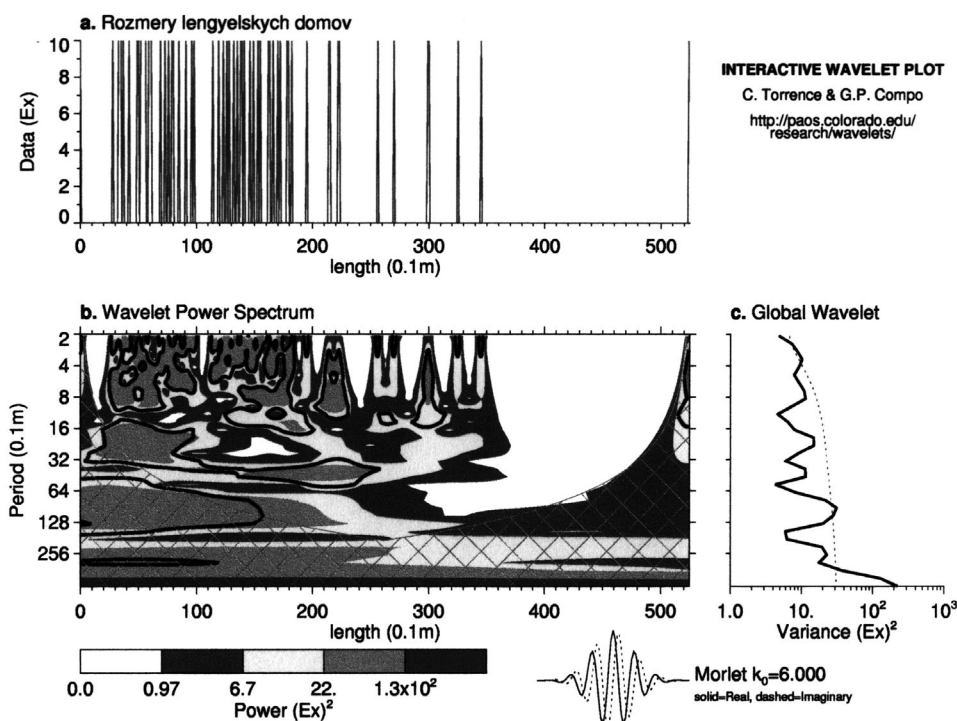 a. Rozmery lengyelskych domov
10
8
6
4
2
0
Data (Ex)
0 100 200 300 400 500
length (0.1m)
INTERACTIVE WAVELET PLOT
C. Torrence & G.P. Compo
http://paos.colorado.edu/
research/wavelets/
b. Wavelet Power Spectrum
2
4
8
16
32
64
128
256
Period (0.1m)
0 100 200 300 400 500
length (0.1m)
c. Global Wavelet
1.0 10. 10² 10³
Variance (Ex)²
0.0 0.97 6.7 22. 1.3x10²
Power (Ex)²
Morlet k₀=6.000
solid=Real, dashed=Imaginary